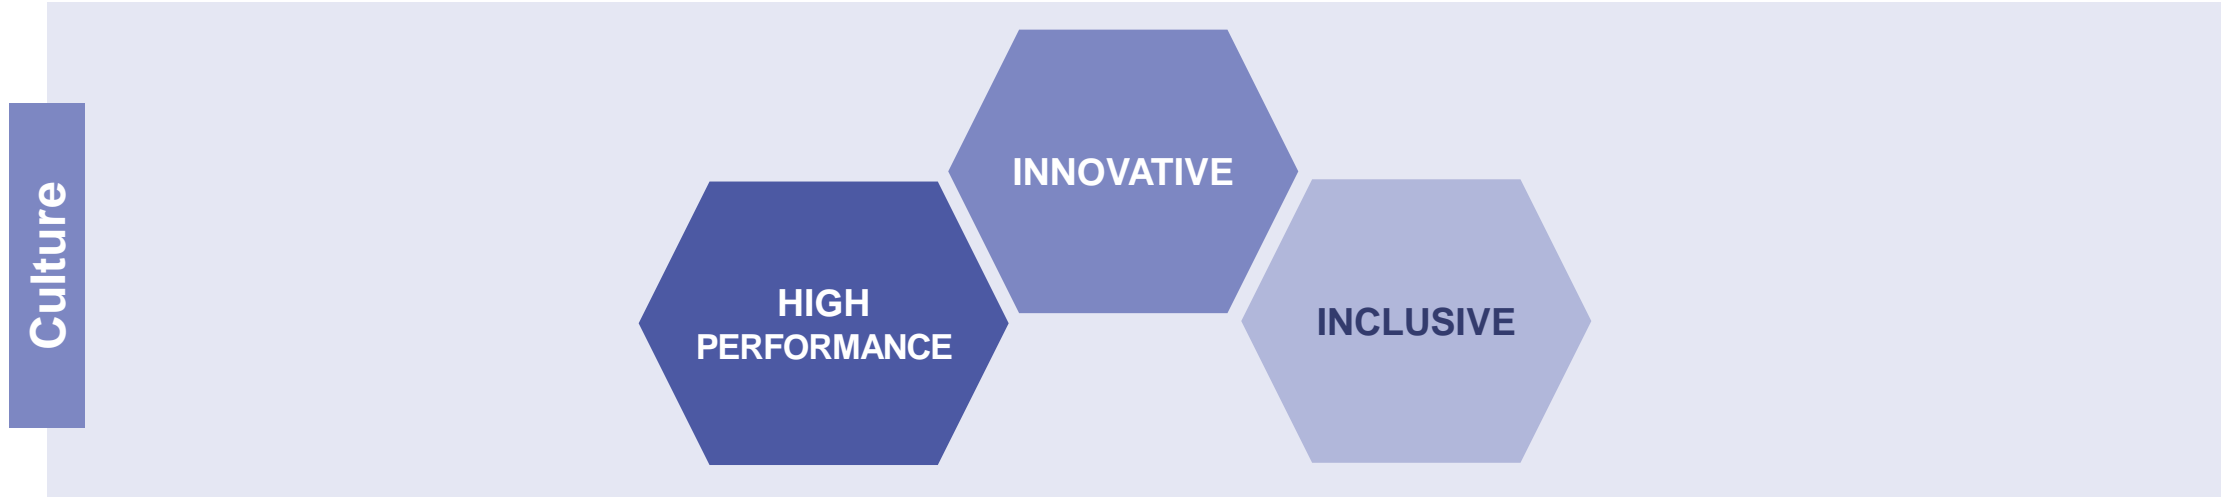 Culture
HIGH
PERFORMANCE
INNOVATIVE
INCLUSIVE